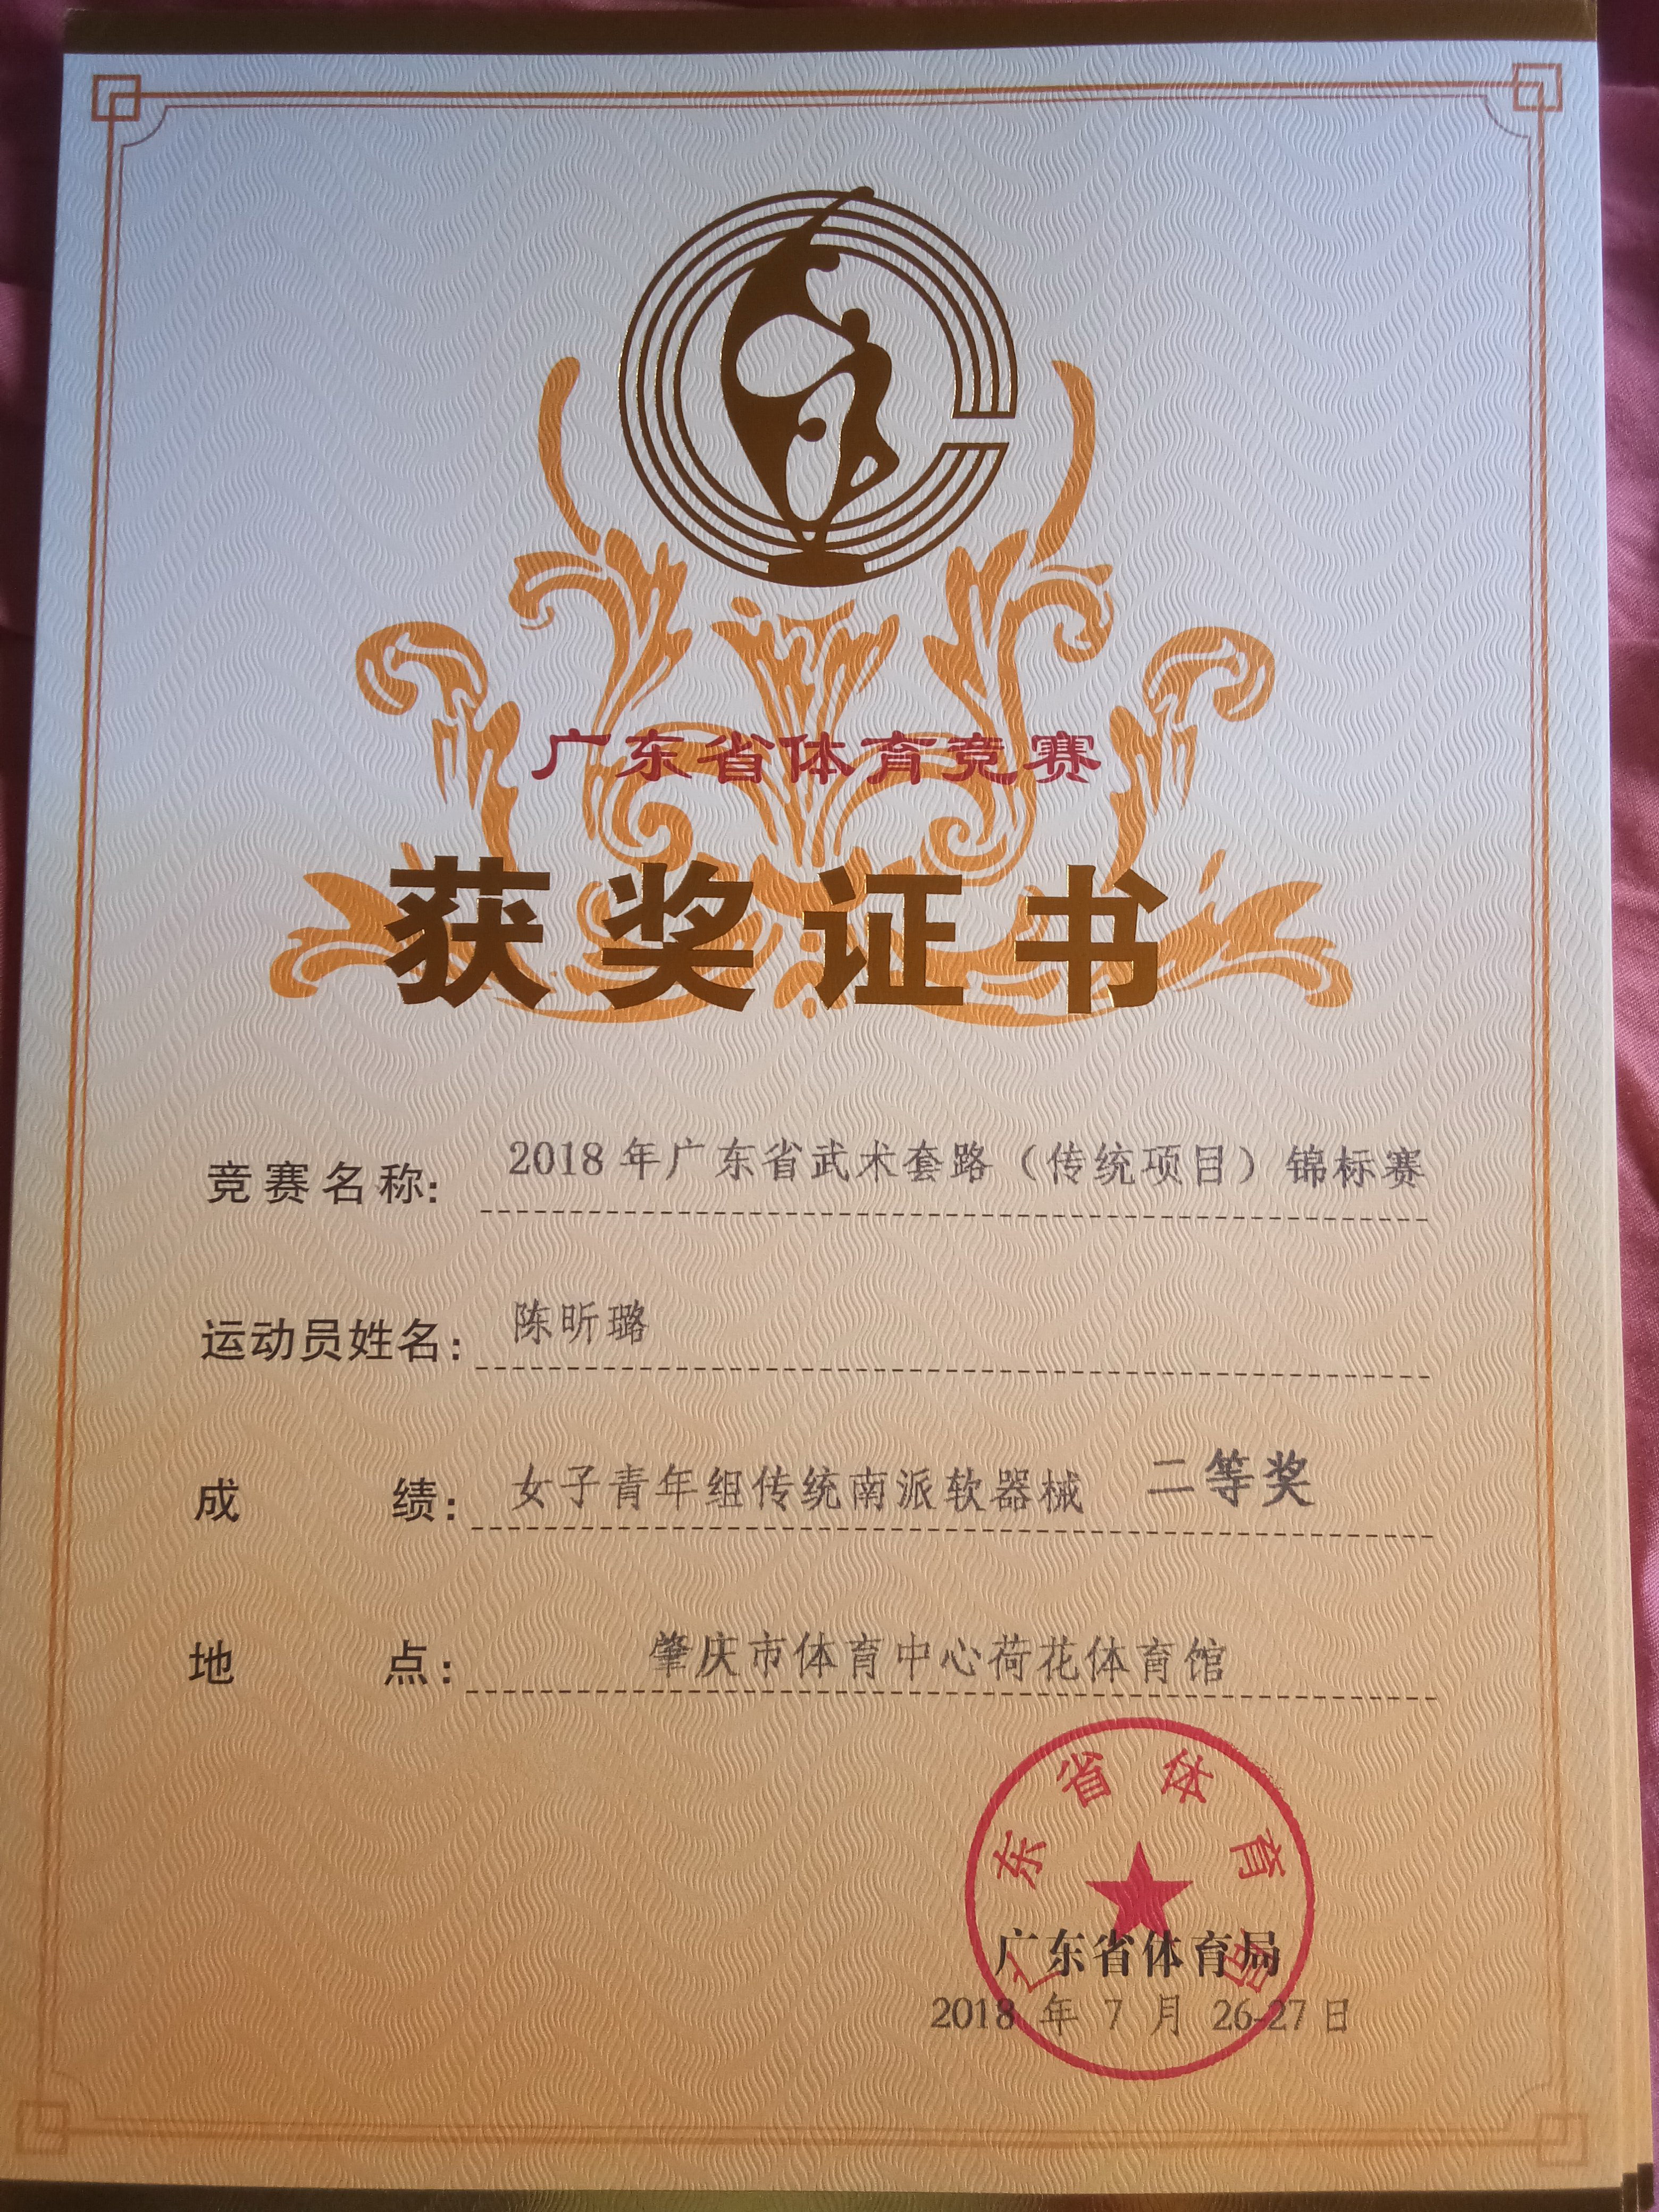 广东省体育竞赛
获奖证书
竞赛名称: 2018年广东省武术套路（传统项目）锦标赛
运动员姓名: 陈昕璐
成 绩: 女子青年组传统南派软器械 二等奖
地 点: 肇庆市体育中心荷花体育馆
广东省体育局
广东省体育局
2018 年 7 月 26-27日